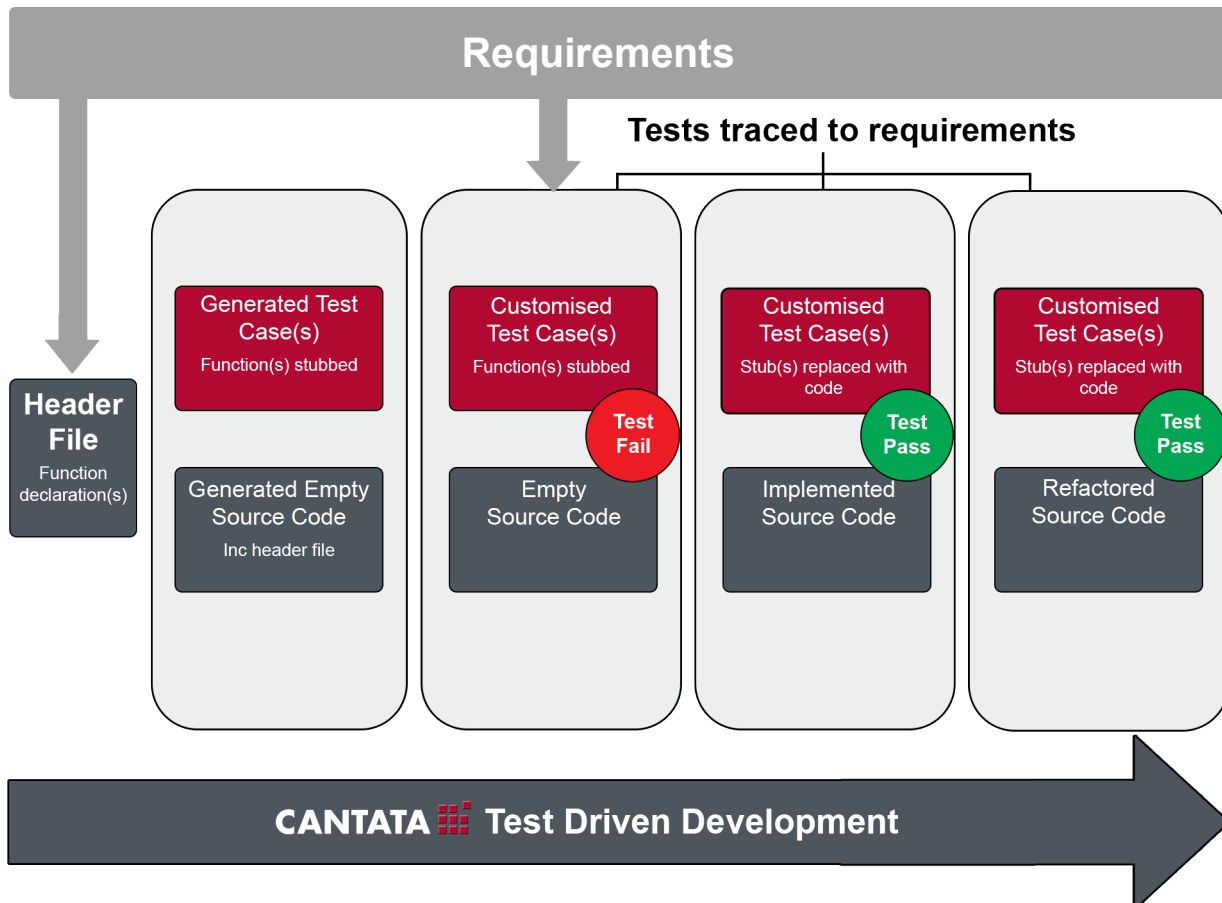 Requirements
Tests traced to requirements
Header
File
Function
declaration(s)
Generated Test
Case(s)
Function(s) stubbed
Generated Empty
Source Code
Inc header file
Customised
Test Case(s)
Function(s) stubbed
Test
Fail
Empty
Source Code
Customised
Test Case(s)
Stub(s) replaced with
code
Test
Pass
Implemented
Source Code
Customised
Test Case(s)
Stub(s) replaced with
code
Test
Pass
Refactored
Source Code
CANTATA Test Driven Development